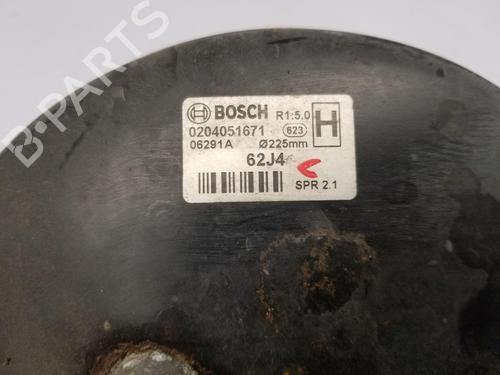 BOSCH R1:5.0 H
0204051671 623
06291A Ø225mm
62J4
SPR 2.1
B-PARTS